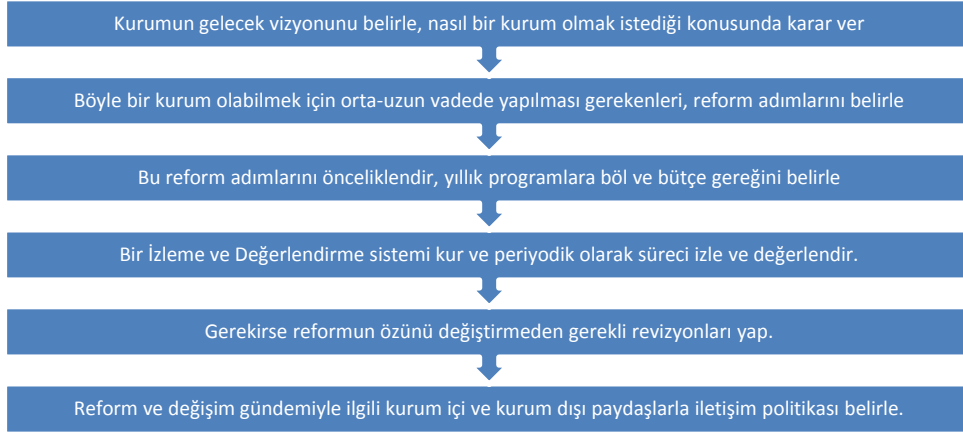 Kurumun gelecek vizyonunu belirle, nasıl bir kurum olmak istediği konusunda karar ver
Böyle bir kurum olabilmek için orta-uzun vadede yapılması gerekenleri, reform adımlarını belirle
Bu reform adımlarını önceliklendir, yıllık programlara böl ve bütçe gereğini belirle
Bir İzleme ve Değerlendirme sistemi kur ve periyodik olarak süreci izle ve değerlendir.
Gerekirse reformun özünü değiştirmeden gerekli revizyonları yap.
Reform ve değişim gündemiyle ilgili kurum içi ve kurum dışı paydaşlarla iletişim politikası belirle.